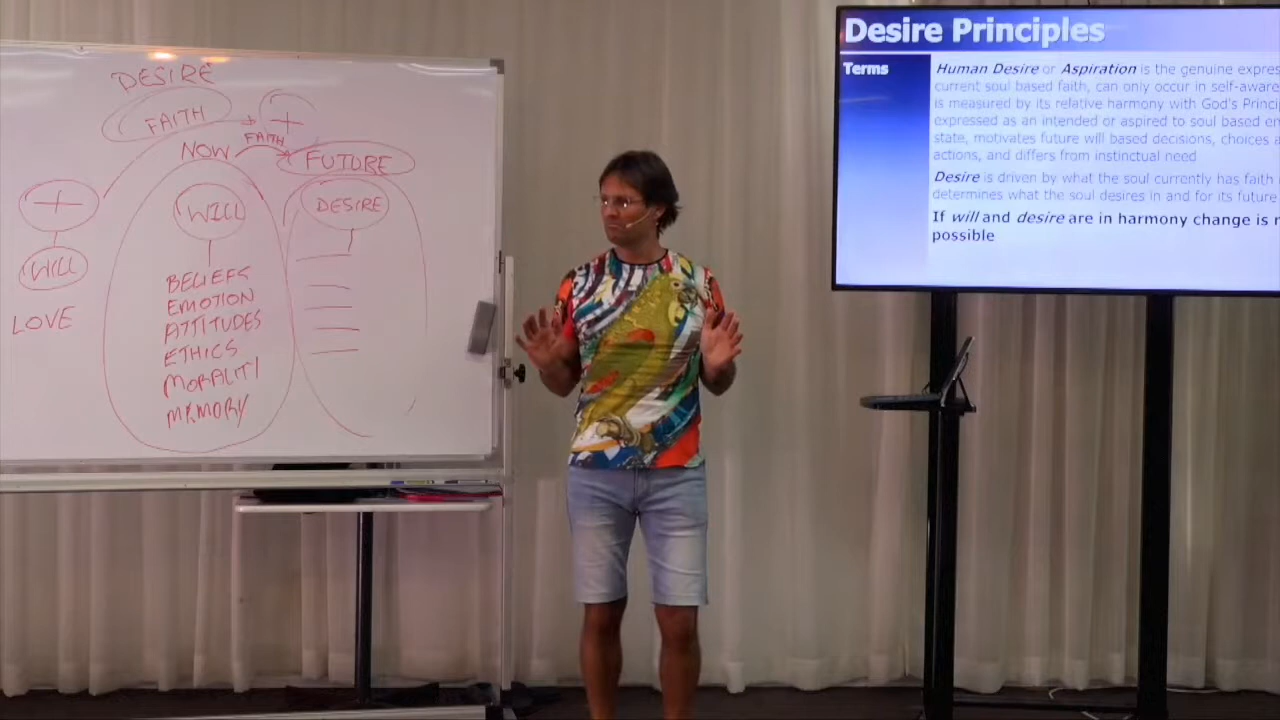 DESIRE
FAITH
+
FAITH
NOW
FUTURE
+
WILL
DESIRE
WILL
LOVE
BELIEFS
EMOTION
ATTITUDES
ETHICS
MORALITY
MEMORY
Desire Principles
Terms
Human Desire or Aspiration is the genuine expres
current soul based faith, can only occur in self-aware
is measured by its relative harmony with God's Princi
expressed as an intended or aspired to soul based en
state, motivates future will based decisions, choices a
actions, and differs from instinctual need
Desire is driven by what the soul currently has faith
determines what the soul desires in and for its future
If will and desire are in harmony change is
possible